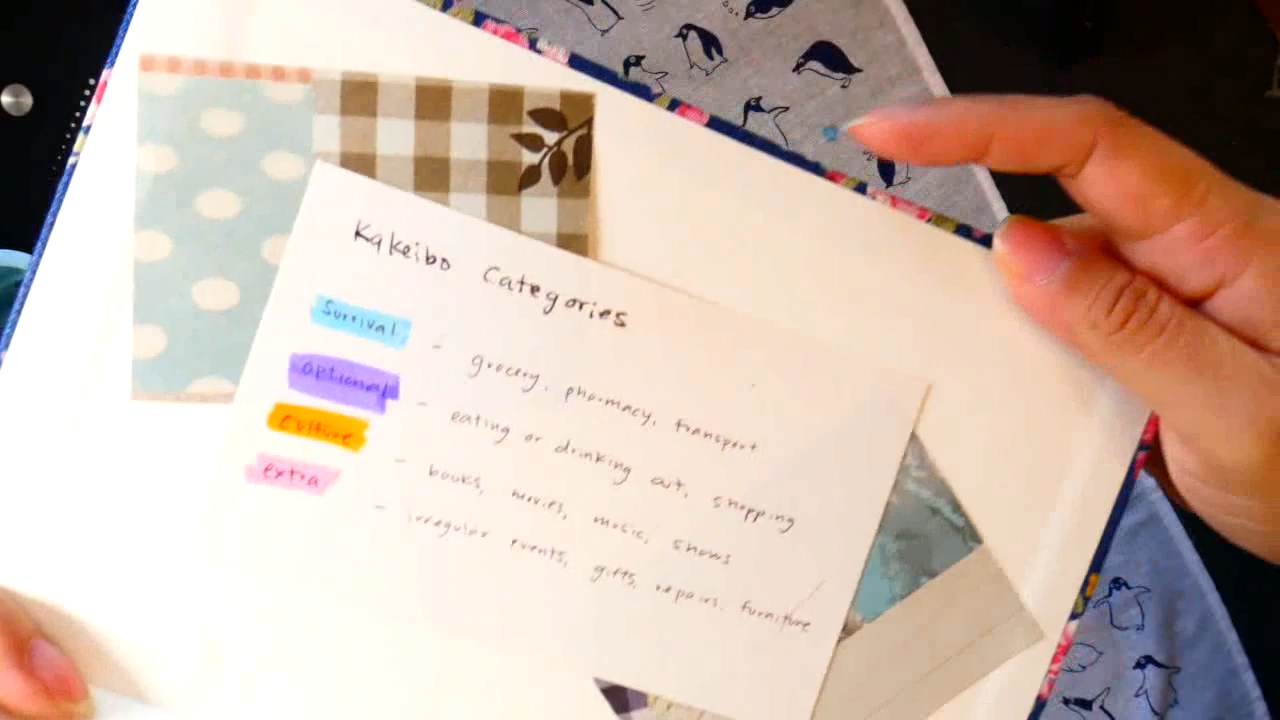 Kakeibo Categories
Survival - grocery, pharmacy, transport
optional - eating or drinking out, shopping
culture - books, movies, music, shows
extra - irregular events, gifts, repairs, furniture